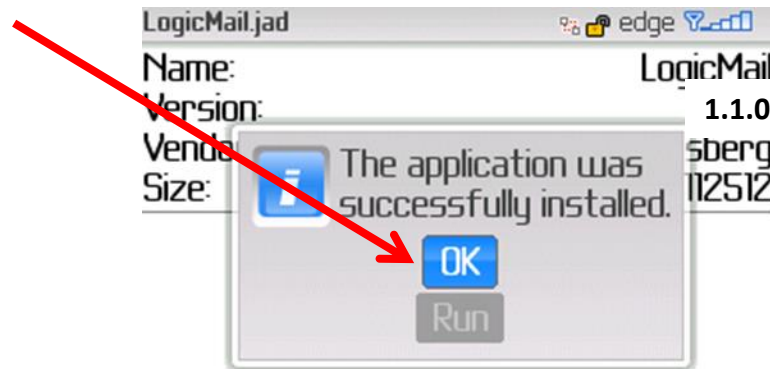 LogicMail.jad edge
Name: LogicMail
Version: 1.1.0
The application was
successfully installed.
Size:
OK
Run